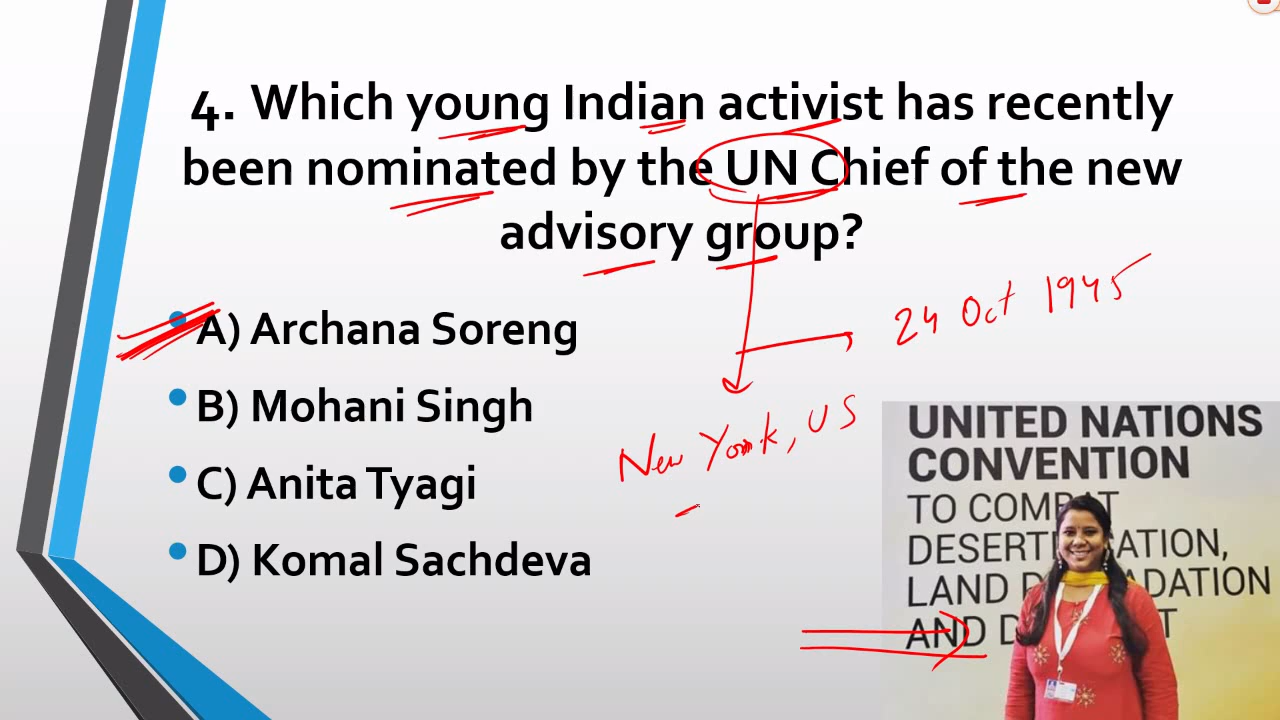 4. Which young Indian activist has recently
been nominated by the UN Chief of the new
advisory group?
24 Oct 1945
A) Archana Soreng
B) Mohani Singh
New York, US
C) Anita Tyagi
D) Komal Sachdeva
UNITED NATIONS
CONVENTION
TO COMBAT
DESERT ATION,
LAND D ADATION
AND D T